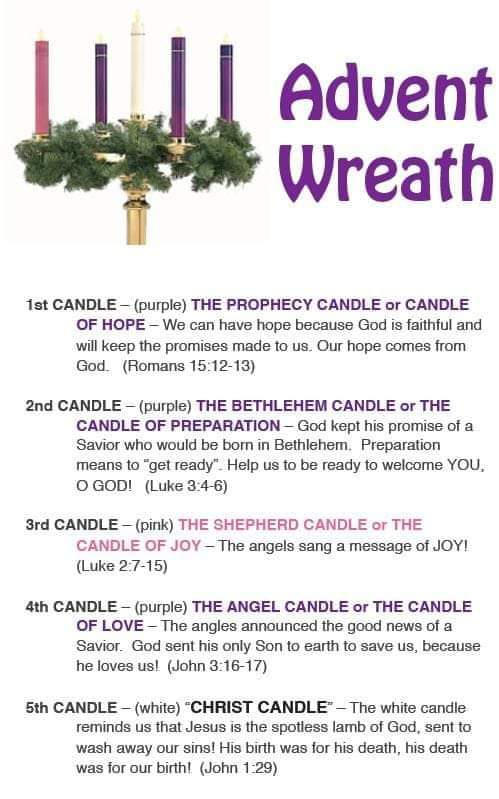 Advent
Wreath
1st CANDLE – (purple) THE PROPHECY CANDLE or CANDLE
OF HOPE – We can have hope because God is faithful and
will keep the promises made to us. Our hope comes from
God. (Romans 15:12-13)
2nd CANDLE – (purple) THE BETHLEHEM CANDLE or THE
CANDLE OF PREPARATION – God kept his promise of a
Savior who would be born in Bethlehem. Preparation
means to “get ready”. Help us to be ready to welcome YOU,
O GOD! (Luke 3:4-6)
3rd CANDLE – (pink) THE SHEPHERD CANDLE or THE
CANDLE OF JOY – The angels sang a message of JOY!
(Luke 2:7-15)
4th CANDLE – (purple) THE ANGEL CANDLE or THE CANDLE
OF LOVE – The angles announced the good news of a
Savior. God sent his only Son to earth to save us, because
he loves us! (John 3:16-17)
5th CANDLE – (white) “CHRIST CANDLE” – The white candle
reminds us that Jesus is the spotless lamb of God, sent to
wash away our sins! His birth was for his death, his death
was for our birth! (John 1:29)